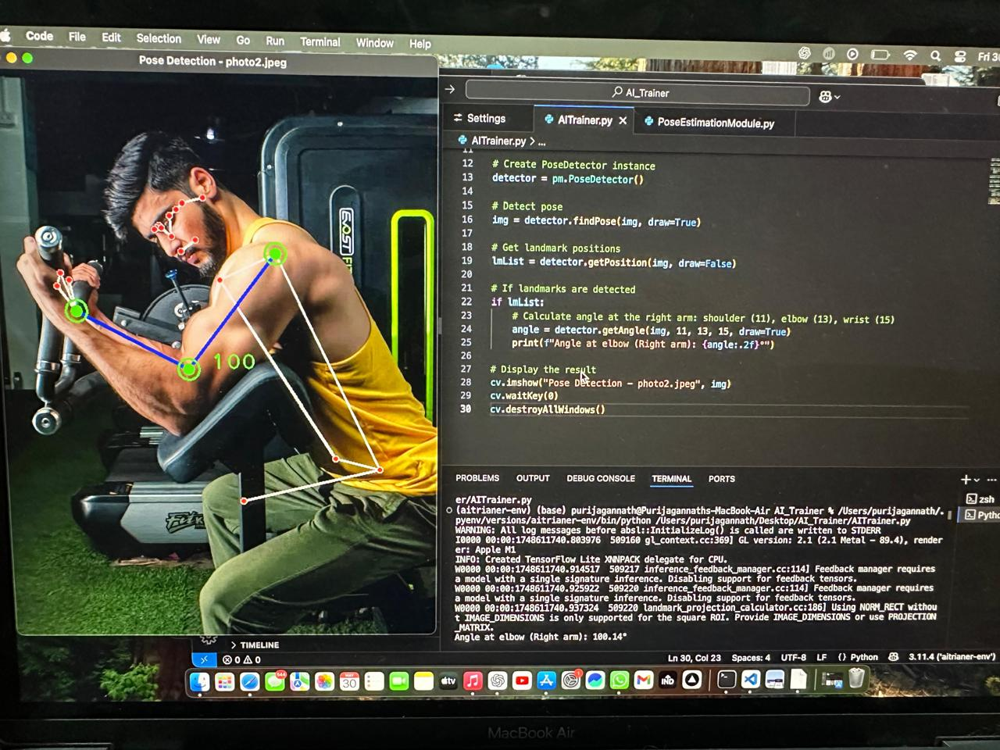 Code File Edit Selection View Go Run Terminal Window Help
Fri 30
Pose Detection - photo2.jpeg
EVOST
100
AI_Trainer
Settings
AITrainer.py
PoseEstimationModule.py
AITrainer.py > ...
11
12 # Create PoseDetector instance
13 detector = pm.PoseDetector()
14
15 # Detect pose
16 img = detector.findPose(img, draw=True)
17
18 # Get landmark positions
19 lmList = detector.getPosition(img, draw=False)
20
21 # If landmarks are detected
22 if lmList:
23 # Calculate angle at the right arm: shoulder (11), elbow (13), wrist (15)
24 angle = detector.getAngle(img, 11, 13, 15, draw=True)
25 print(f"Angle at elbow (Right arm): {angle:.2f}°")
26
27 # Display the result
28 cv.imshow("Pose Detection - photo2.jpeg", img)
29 cv.waitKey(0)
30 cv.destroyAllWindows()
PROBLEMS OUTPUT DEBUG CONSOLE TERMINAL PORTS
zsh
Pytho
er/AITrainer.py
(aitrianer-env) (base) purijagannath@Purijagannaths-MacBook-Air AI_Trainer % /Users/purijagannath/.
pyenv/versions/aitrianer-env/bin/python /Users/purijagannath/Desktop/AI_Trainer/AITrainer.py
WARNING: All log messages before absl::InitializeLog() is called are written to STDERR
I0000 00:00:1748611740.803976 509160 gl_context.cc:369] GL version: 2.1 (2.1 Metal - 89.4), render
er: Apple M1
INFO: Created TensorFlow Lite XNNPACK delegate for CPU.
W0000 00:00:1748611740.914517 509217 inference_feedback_manager.cc:114] Feedback manager requires
a model with a single signature inference. Disabling support for feedback tensors.
W0000 00:00:1748611740.925922 509220 inference_feedback_manager.cc:114] Feedback manager requires
a model with a single signature inference. Disabling support for feedback tensors.
W0000 00:00:1748611740.937324 509220 landmark_projection_calculator.cc:186] Using NORM_RECT withou
t IMAGE_DIMENSIONS is only supported for the square ROI. Provide IMAGE_DIMENSIONS or use PROJECTION
_MATRIX.
Angle at elbow (Right arm): 100.14°
> TIMELINE
0 0
Ln 30, Col 23 Spaces: 4 UTF-8 LF {} Python 3.11.4 ('aitrianer-env')
MAY
30
tv
IND
MacBook Air